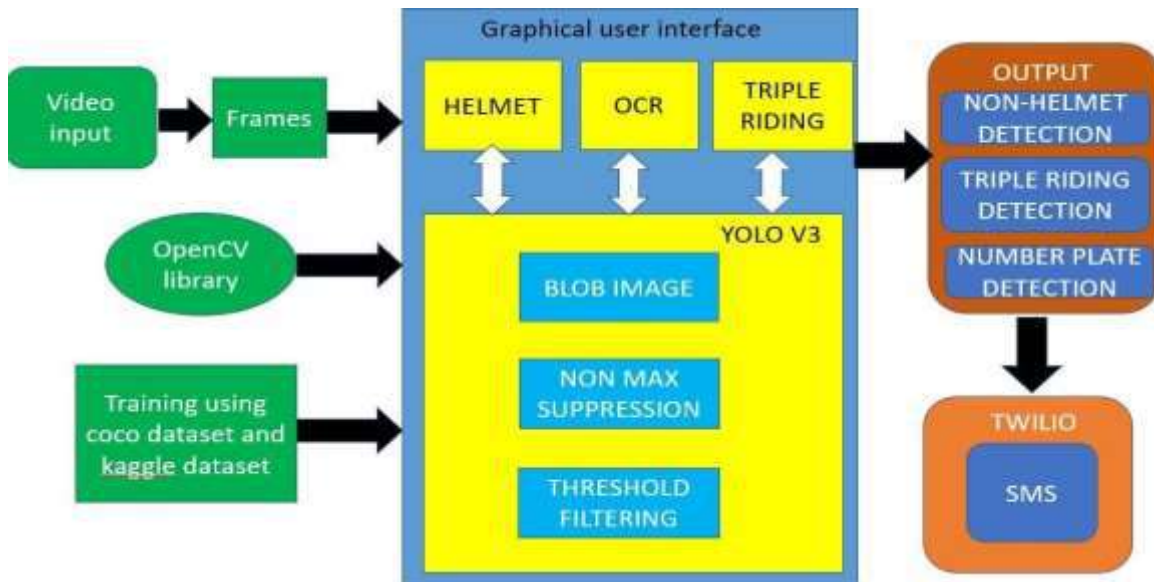 Graphical user interface
Video
input
Frames
HELMET
OCR
TRIPLE
RIDING
OUTPUT
NON-HELMET
DETECTION
TRIPLE RIDING
DETECTION
NUMBER PLATE
DETECTION
OpenCV
library
YOLO V3
BLOB IMAGE
NON MAX
SUPPRESSION
THRESHOLD
FILTERING
Training using
coco dataset and
kaggle dataset
TWILIO
SMS